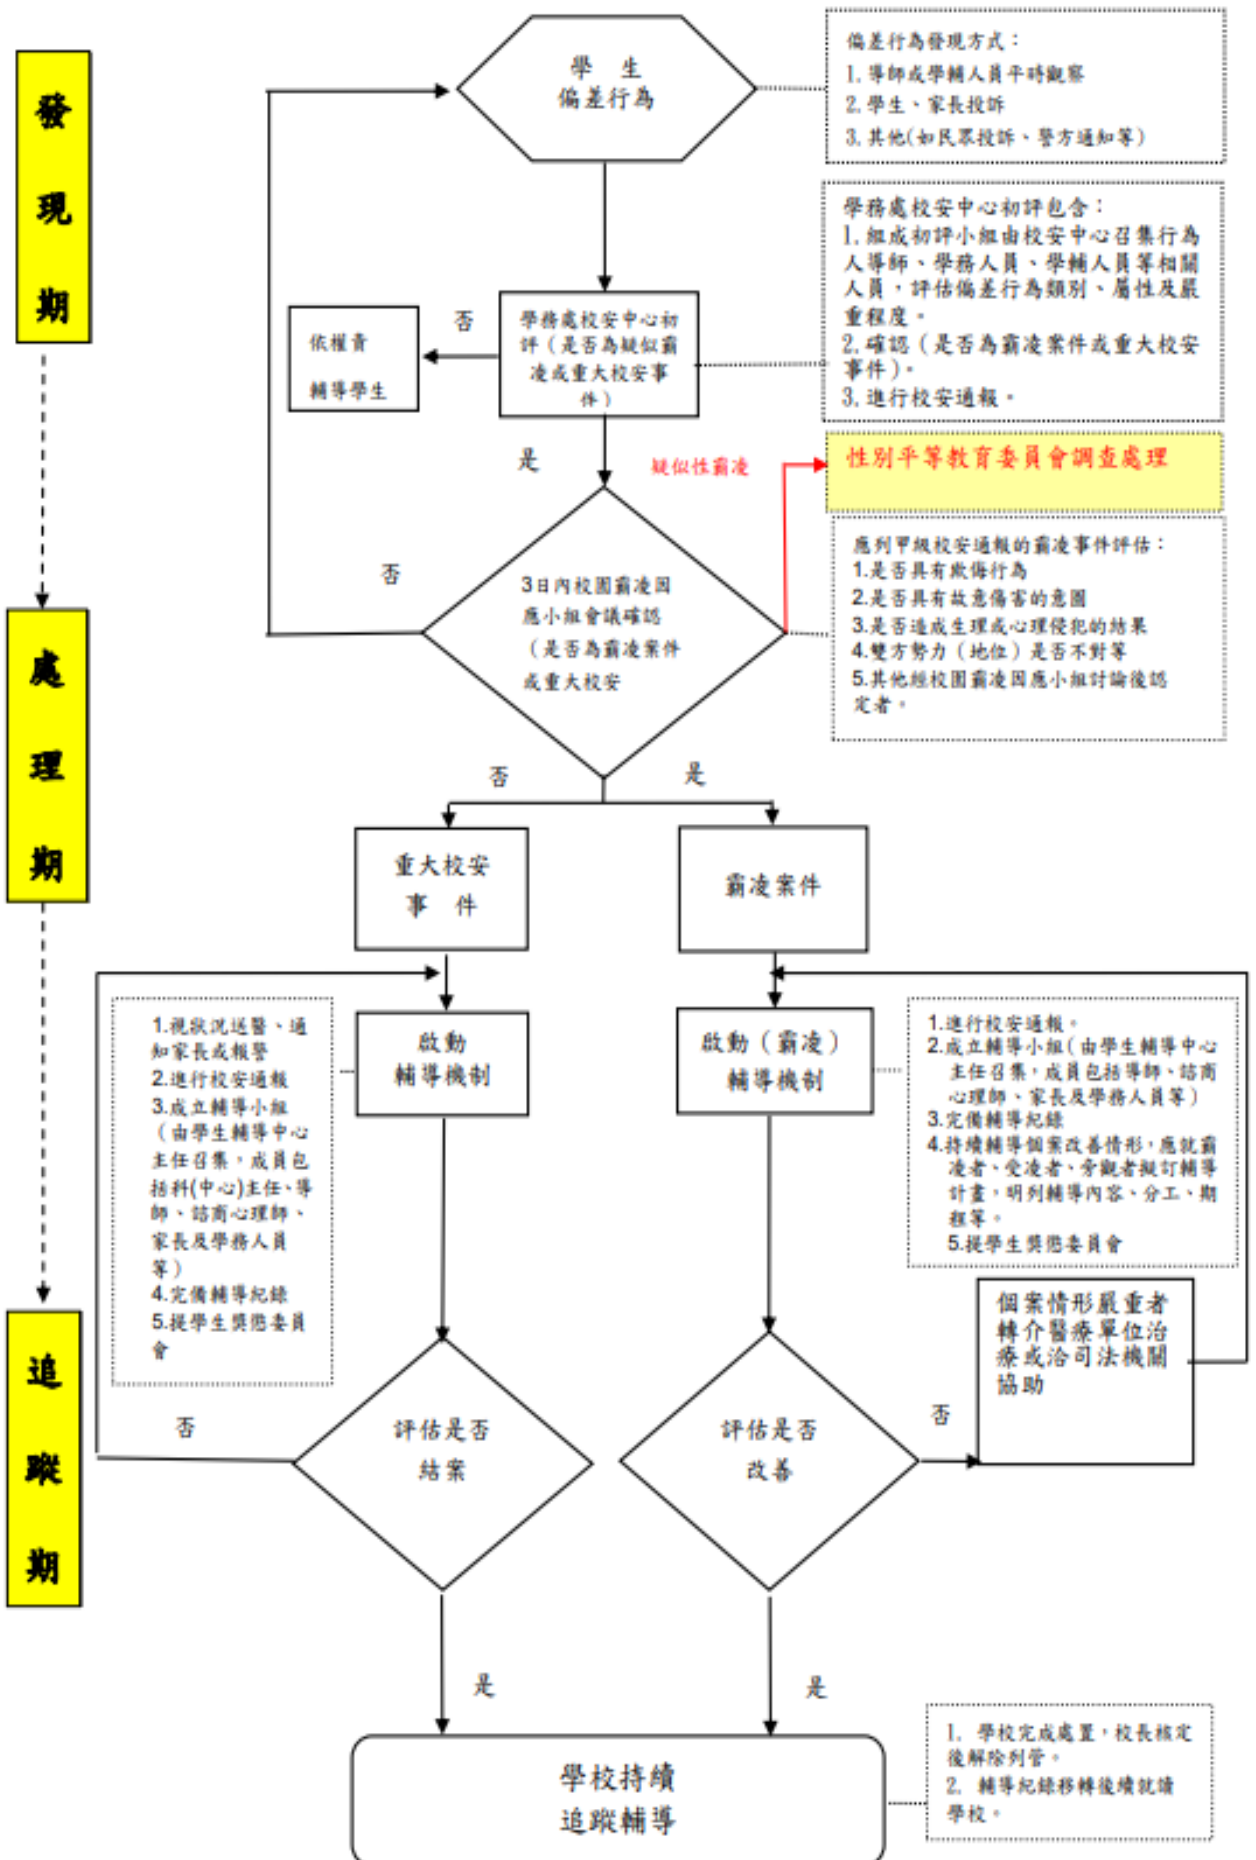 發現期
學 生
偏差行為
偏差行為發現方式：
1.導師或學輔人員平時觀察
2.學生、家長投訴
3.其他(如民眾投訴、警方通知等)
學務處校安中心初評包含：
1.組成初評小組由校安中心召集行為
人導師、學務人員、學輔人員等相關
人員，評估偏差行為類別、屬性及嚴
重程度。
2.確認（是否為霸凌案件或重大校安
事件）。
3.進行校安通報。
依權責
輔導學生
否
學務處校安中心初
評（是否為疑似霸
凌或重大校安事
件）
是
疑似性霸凌
性別平等教育委員會調查處理
處理期
否
3日內校園霸凌因
應小組會議確認
（是否為霸凌案件
或重大校安
應列甲級校安通報的霸凌事件評估：
1.是否具有欺侮行為
2.是否具有故意傷害的意圖
3.是否造成生理或心理侵犯的結果
4.雙方勢力（地位）是否不對等
5.其他經校園霸凌因應小組討論後認
定者。
否
是
重大校安
事 件
霸凌案件
1.視狀況送醫、通
知家長或報警
2.進行校安通報
3.成立輔導小組
（由學生輔導中心
主任召集，成員包
括科(中心)主任、導
師、諮商心理師、
家長及學務人員
等）
4.完備輔導紀錄
5.提學生獎懲委員
會
啟動
輔導機制
啟動（霸凌）
輔導機制
1.進行校安通報。
2.成立輔導小組（由學生輔導中心
主任召集，成員包括導師、諮商
心理師、家長及學務人員等）
3.完備輔導紀錄
4.持續輔導個案改善情形，應就霸
凌者、受凌者、旁觀者擬訂輔導
計畫，明列輔導內容、分工、期
程等。
5.提學生獎懲委員會
追蹤期
個案情形嚴重者
轉介醫療單位治
療或洽司法機關
協助
否
評估是否
結案
評估是否
改善
否
是
是
學校持續
追蹤輔導
1. 學校完成處置，校長核定
後解除列管。
2. 輔導紀錄移轉後續就讀
學校。